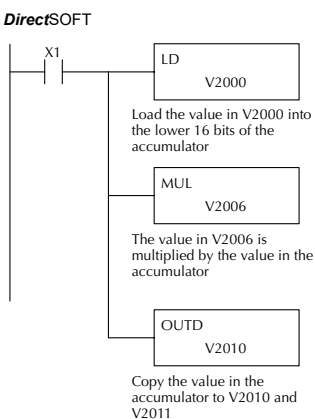 DirectSOFT
X1
LD
V2000
Load the value in V2000 into
the lower 16 bits of the
accumulator
MUL
V2006
The value in V2006 is
multiplied by the value in the
accumulator
OUTD
V2010
Copy the value in the
accumulator to V2010 and
V2011